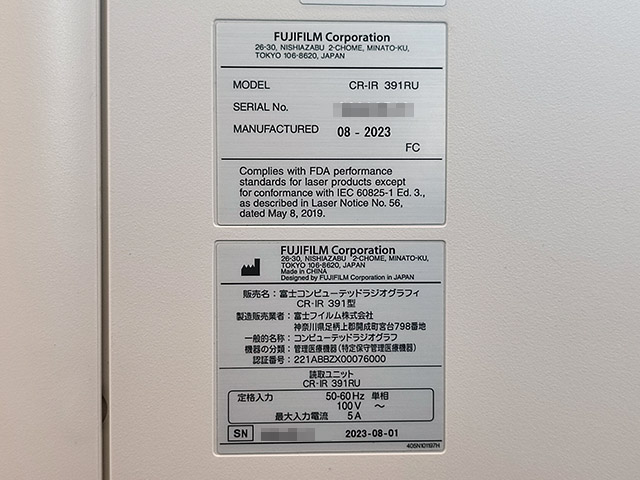 FUJIFILM Corporation
26-30, NISHIAZABU 2-CHOME, MINATO-KU,
TOKYO 106-8620, JAPAN
MODEL CR-IR 391RU
SERIAL No.
MANUFACTURED 08 - 2023
FC
Complies with FDA performance
standards for laser products except
for conformance with IEC 60825-1 Ed. 3.,
as described in Laser Notice No. 56,
dated May 8, 2019.
FUJIFILM Corporation
26-30, NISHIAZABU 2-CHOME, MINATO-KU,
TOKYO 106-8620, JAPAN
Made in CHINA
Designed by FUJIFILM Corporation in JAPAN
販売名：富士コンピューテッドラジオグラフィ
CR-IR 391型
製造販売業者：富士フイルム株式会社
神奈川県足柄上郡開成町宮台798番地
一般的名称：コンピューテッドラジオグラフ
機器の分類：管理医療機器（特定保守管理医療機器）
認証番号：221ABBZX00076000
読取ユニット
CR-IR 391RU
定格入力 50-60Hz 単相
100V ～
最大入力電流 5A
SN 2023-08-01